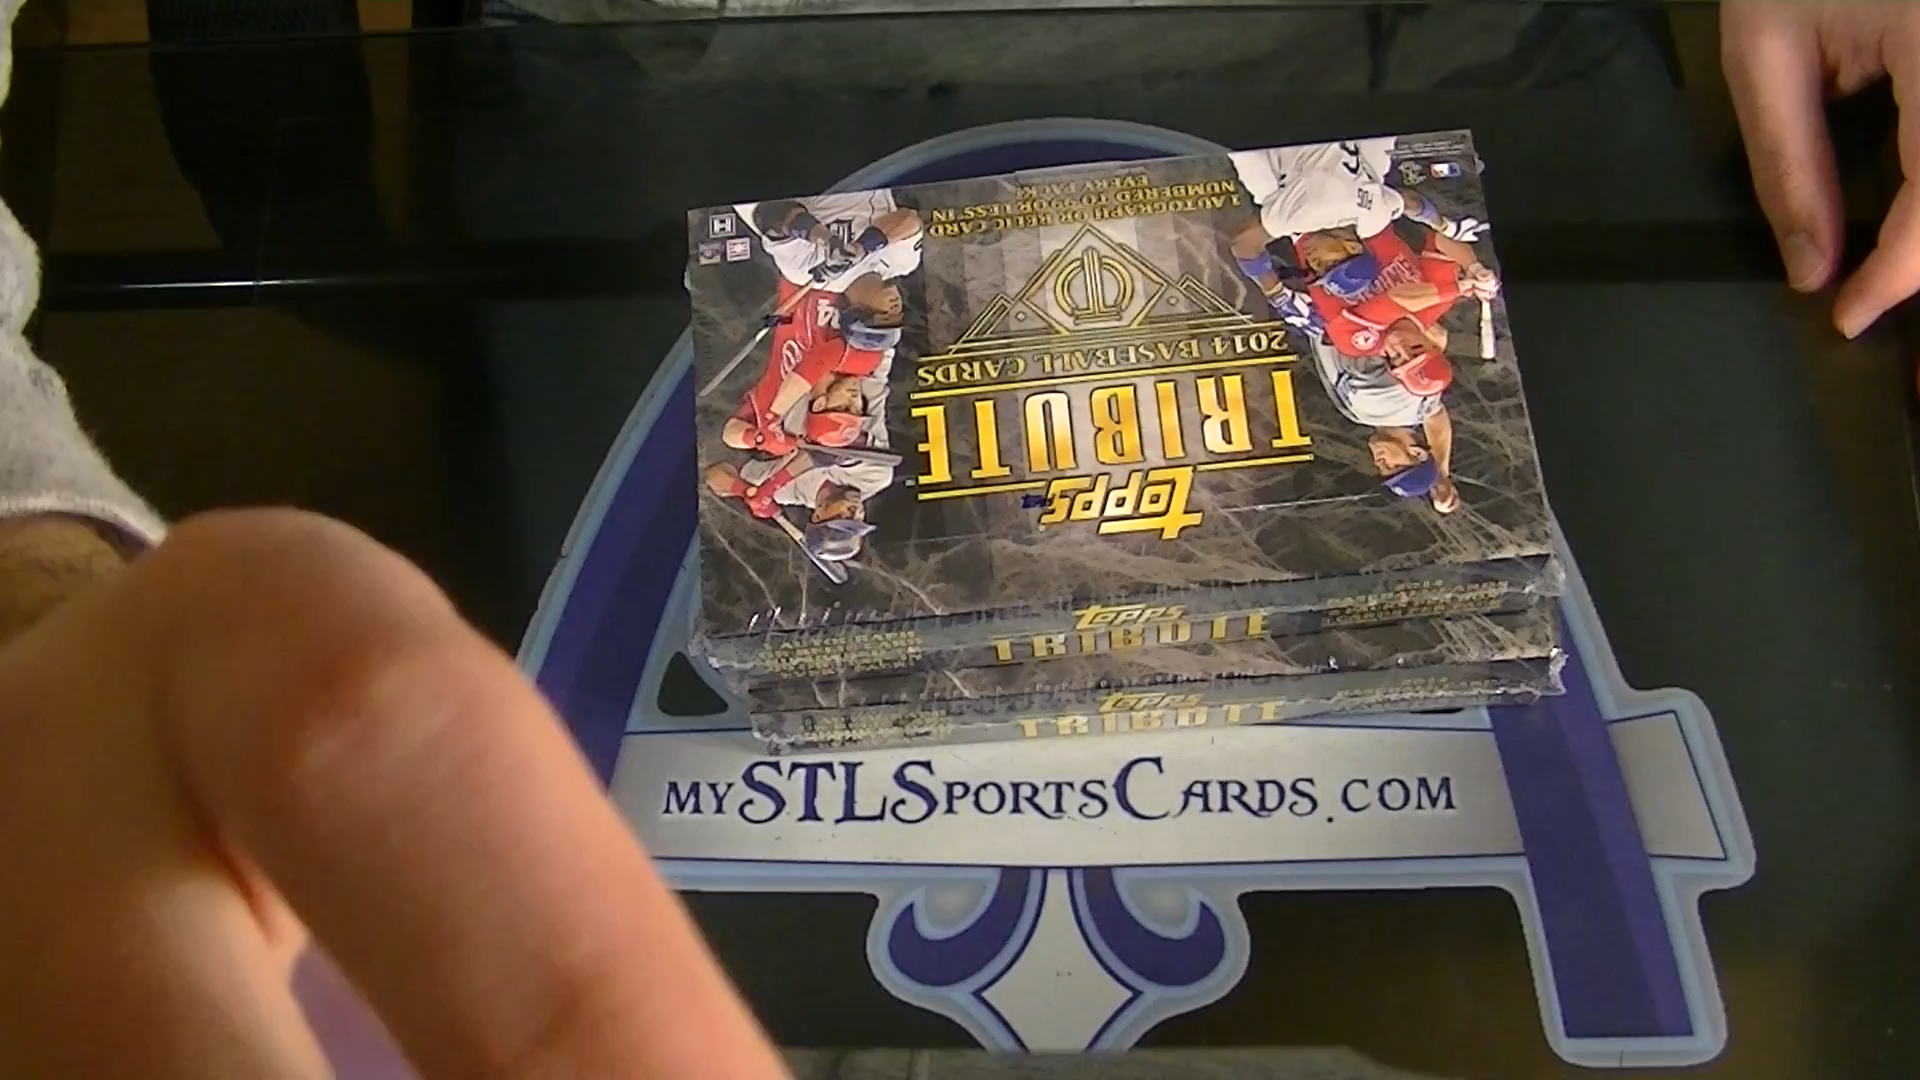 topps
TRIBUTE
2014 BASEBALL CARDS
1 AUTOGRAPH OR RELIC CARD
NUMBERED TO 99 OR LESS IN
EVERY PACK!
topps
TRIBUTE
topps
TRIBUTE
MYSTLSPORTSCARDS.COM